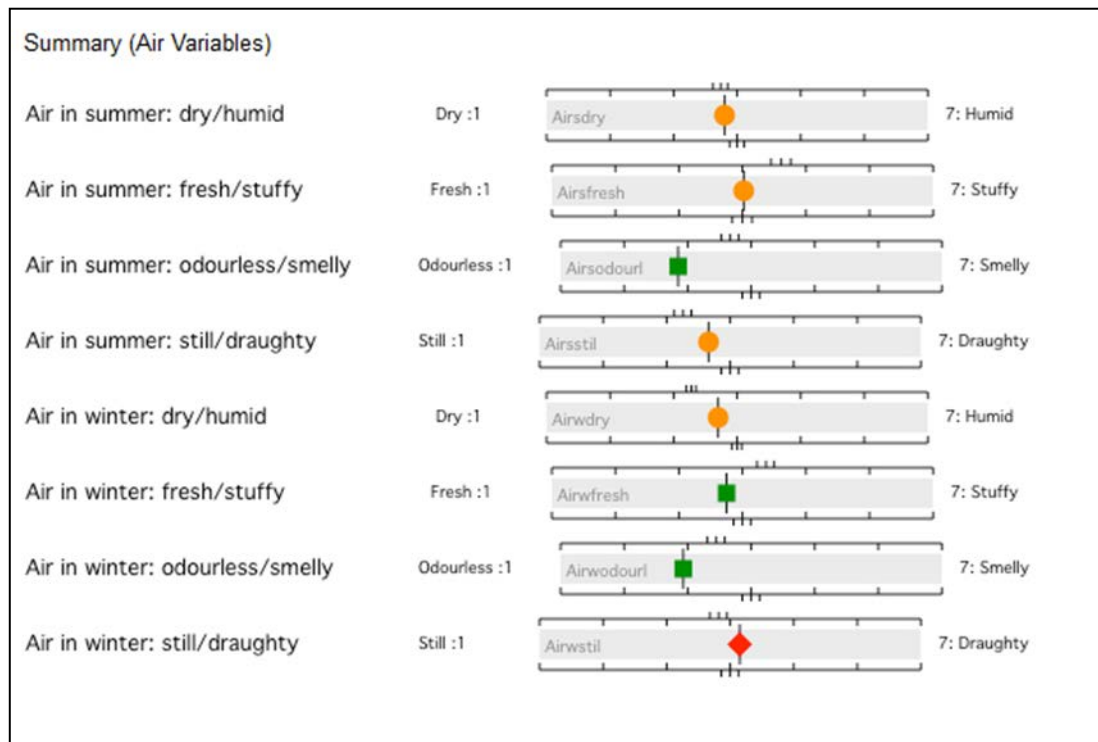 Summary (Air Variables)
Air in summer: dry/humid Dry :1 Airsdry 7: Humid
Air in summer: fresh/stuffy Fresh :1 Airsfresh 7: Stuffy
Air in summer: odourless/smelly Odourless :1 Airsodourl 7: Smelly
Air in summer: still/draughty Still :1 Airsstil 7: Draughty
Air in winter: dry/humid Dry :1 Airwdry 7: Humid
Air in winter: fresh/stuffy Fresh :1 Airwfresh 7: Stuffy
Air in winter: odourless/smelly Odourless :1 Airwodourl 7: Smelly
Air in winter: still/draughty Still :1 Airwstil 7: Draughty